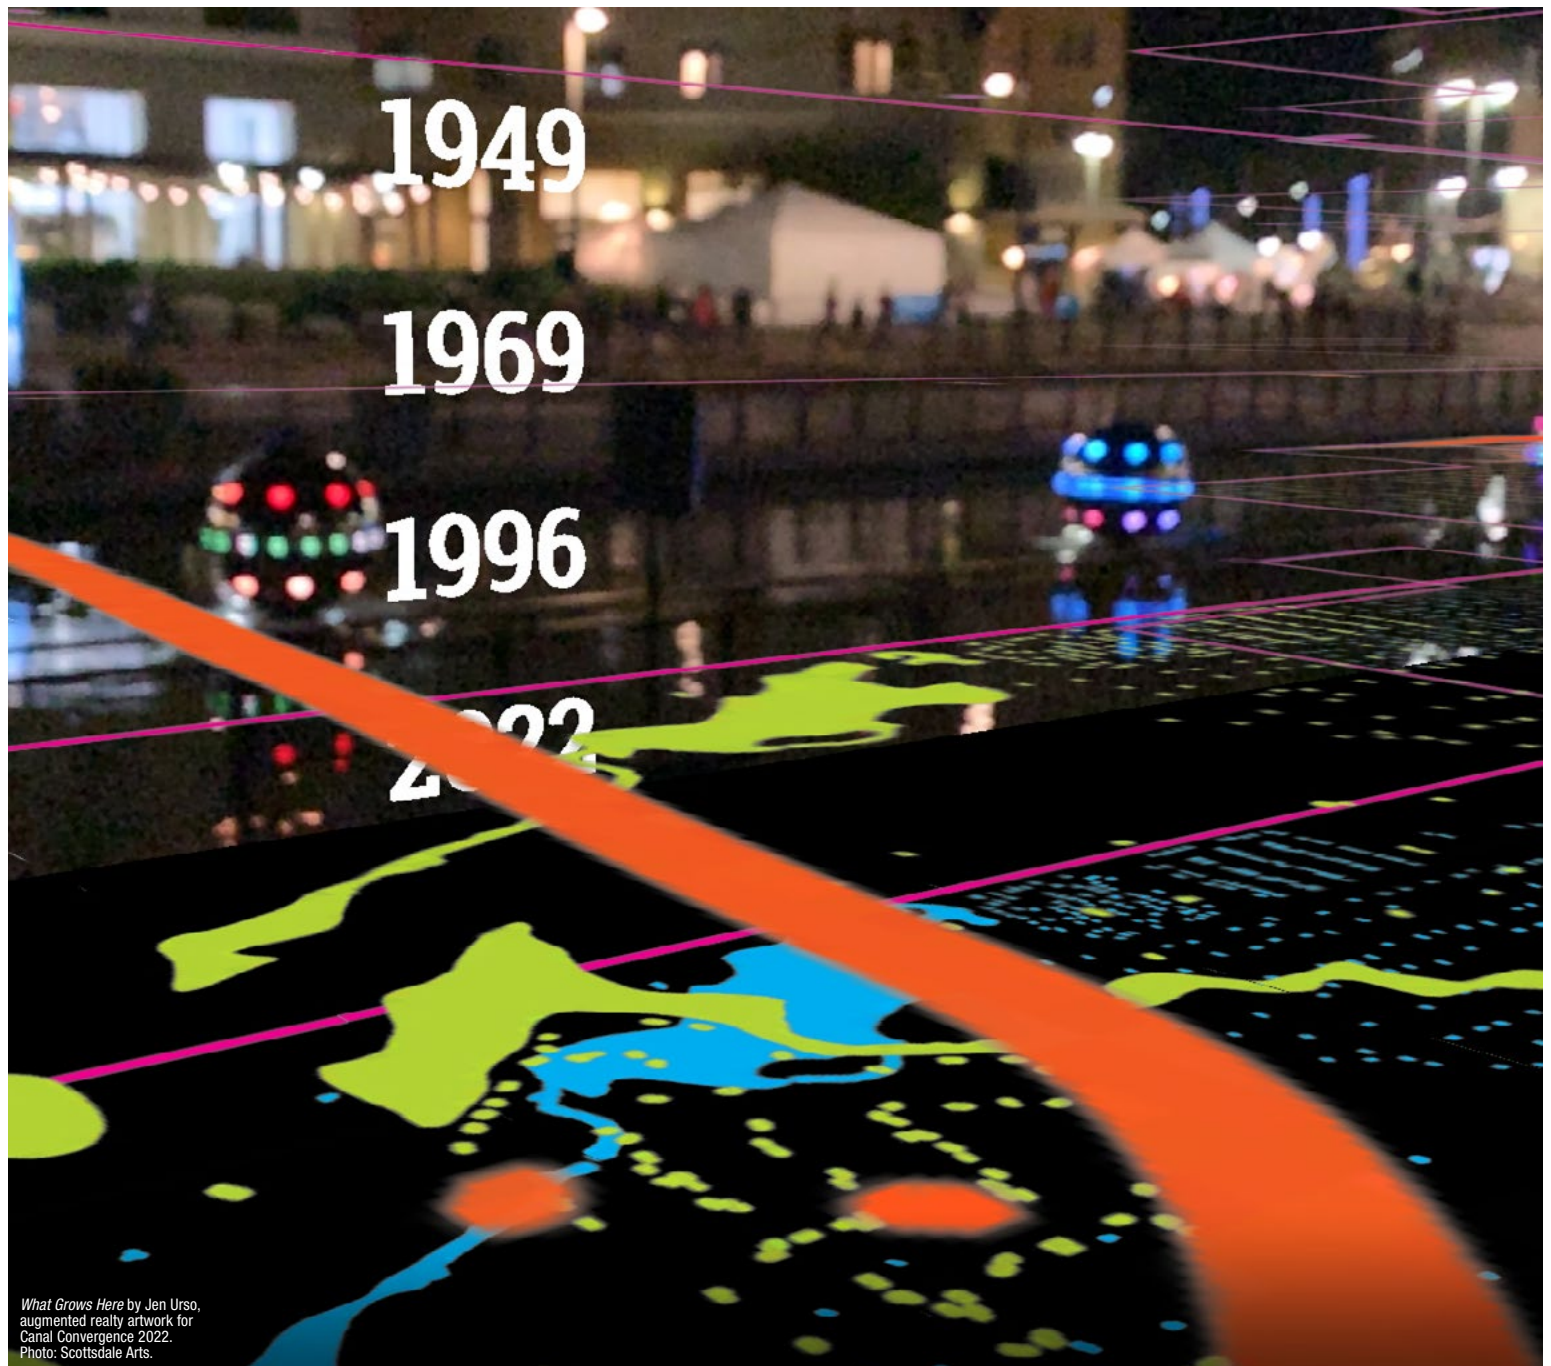 1949
1969
1996
2022
What Grows Here by Jen Urso,
augmented realty artwork for
Canal Convergence 2022.
Photo: Scottsdale Arts.